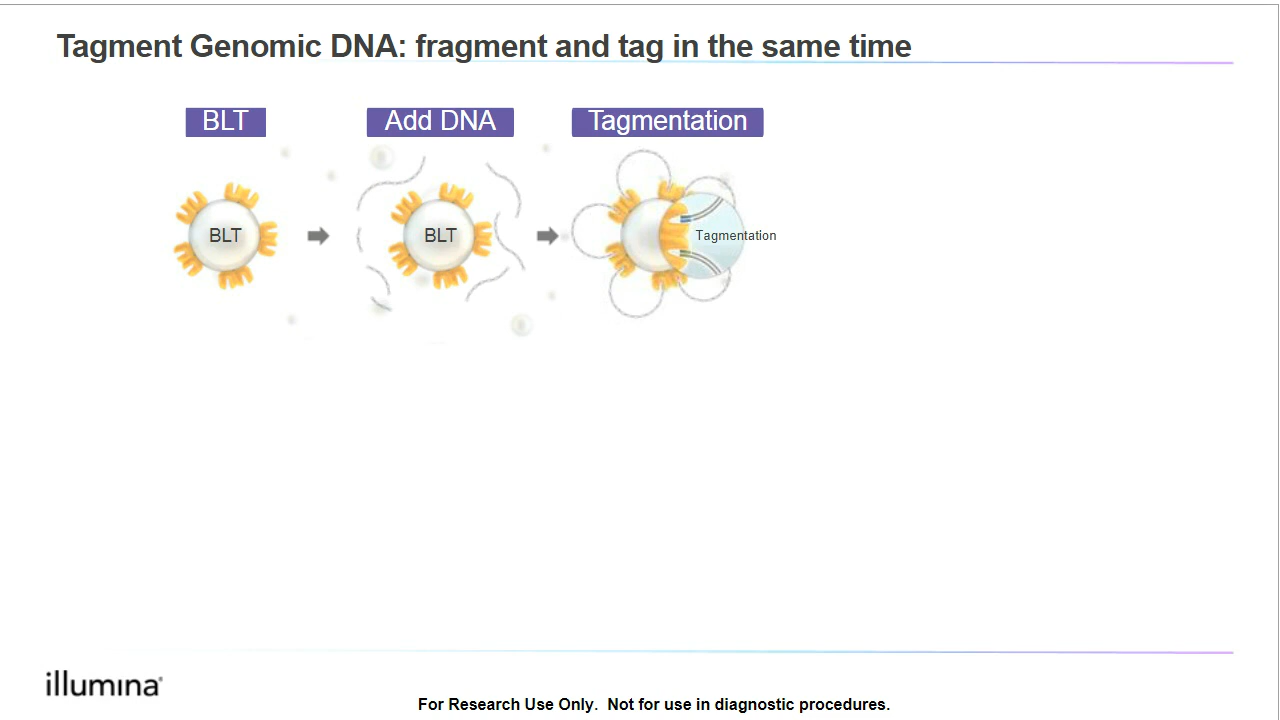 Tagment Genomic DNA: fragment and tag in the same time
BLT
Add DNA
Tagmentation
BLT
BLT
Tagmentation
illumina®
For Research Use Only.  Not for use in diagnostic procedures.